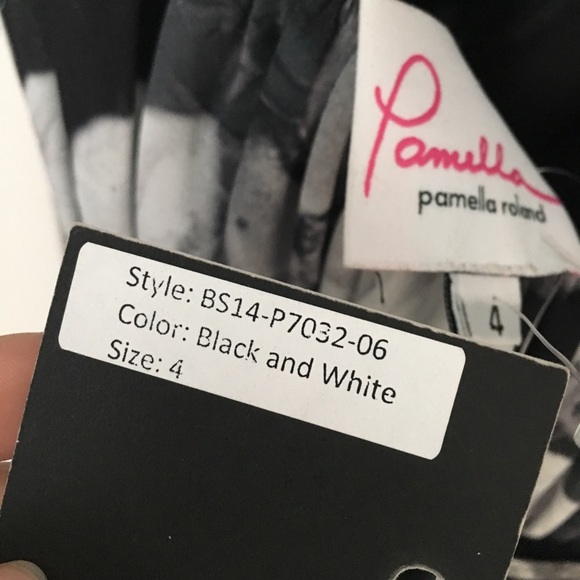 Pamella
pamella roland
4
Style: BS14-P7032-06
Color: Black and White
Size: 4